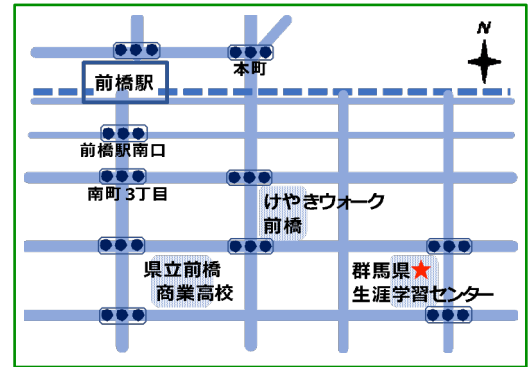 N
本町
前橋駅
前橋駅南口
南町3丁目
けやきウォーク
前橋
県立前橋
商業高校
群馬県
生涯学習センター